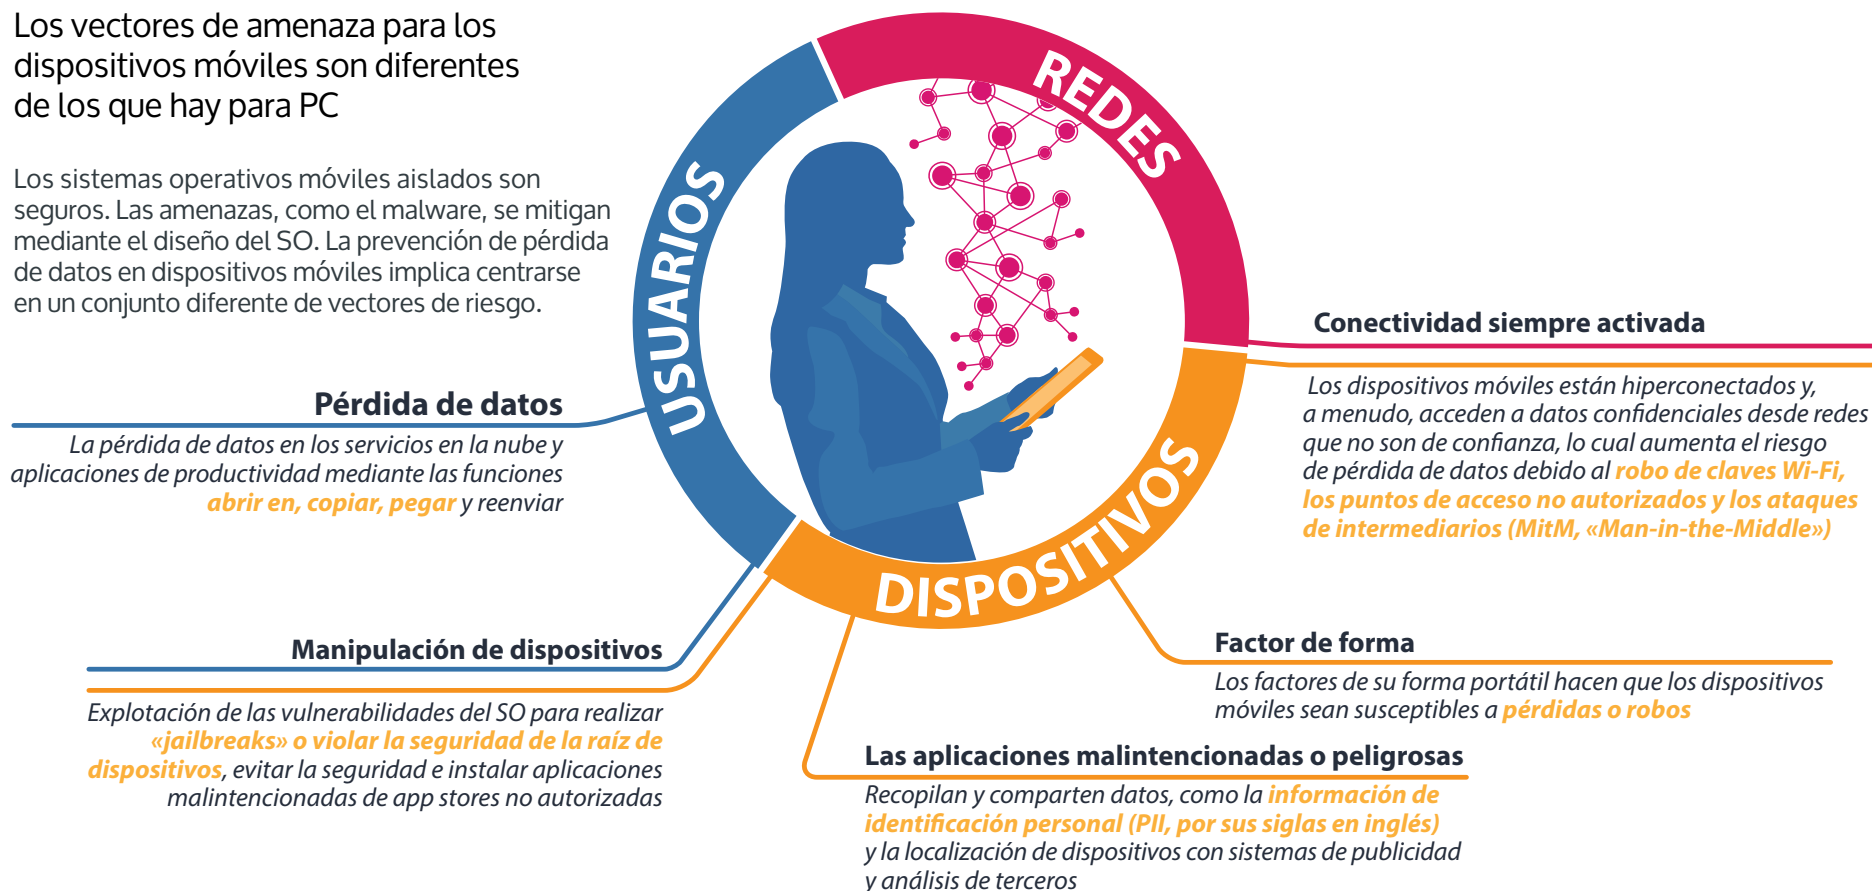 Los vectores de amenaza para los
dispositivos móviles son diferentes
de los que hay para PC
Los sistemas operativos móviles aislados son
seguros. Las amenazas, como el malware, se mitigan
mediante el diseño del SO. La prevención de pérdida
de datos en dispositivos móviles implica centrarse
en un conjunto diferente de vectores de riesgo.
USUARIOS
REDES
DISPOSITIVOS
Pérdida de datos
La pérdida de datos en los servicios en la nube y
aplicaciones de productividad mediante las funciones
abrir en, copiar, pegar y reenviar
Conectividad siempre activada
Los dispositivos móviles están hiperconectados y,
a menudo, acceden a datos confidenciales desde redes
que no son de confianza, lo cual aumenta el riesgo
de pérdida de datos debido al robo de claves Wi-Fi,
los puntos de acceso no autorizados y los ataques
de intermediarios (MitM, «Man-in-the-Middle»)
Manipulación de dispositivos
Explotación de las vulnerabilidades del SO para realizar
«jailbreaks» o violar la seguridad de la raíz de
dispositivos, evitar la seguridad e instalar aplicaciones
malintencionadas de app stores no autorizadas
Factor de forma
Los factores de su forma portátil hacen que los dispositivos
móviles sean susceptibles a pérdidas o robos
Las aplicaciones malintencionadas o peligrosas
Recopilan y comparten datos, como la información de
identificación personal (PII, por sus siglas en inglés)
y la localización de dispositivos con sistemas de publicidad
y análisis de terceros